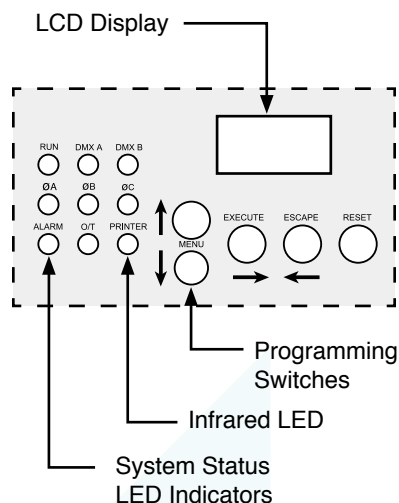 LCD Display
RUN DMX A DMX B
ØA ØB ØC
ALARM O/T PRINTER
MENU
EXECUTE ESCAPE RESET
Programming
Switches
Infrared LED
System Status
LED Indicators